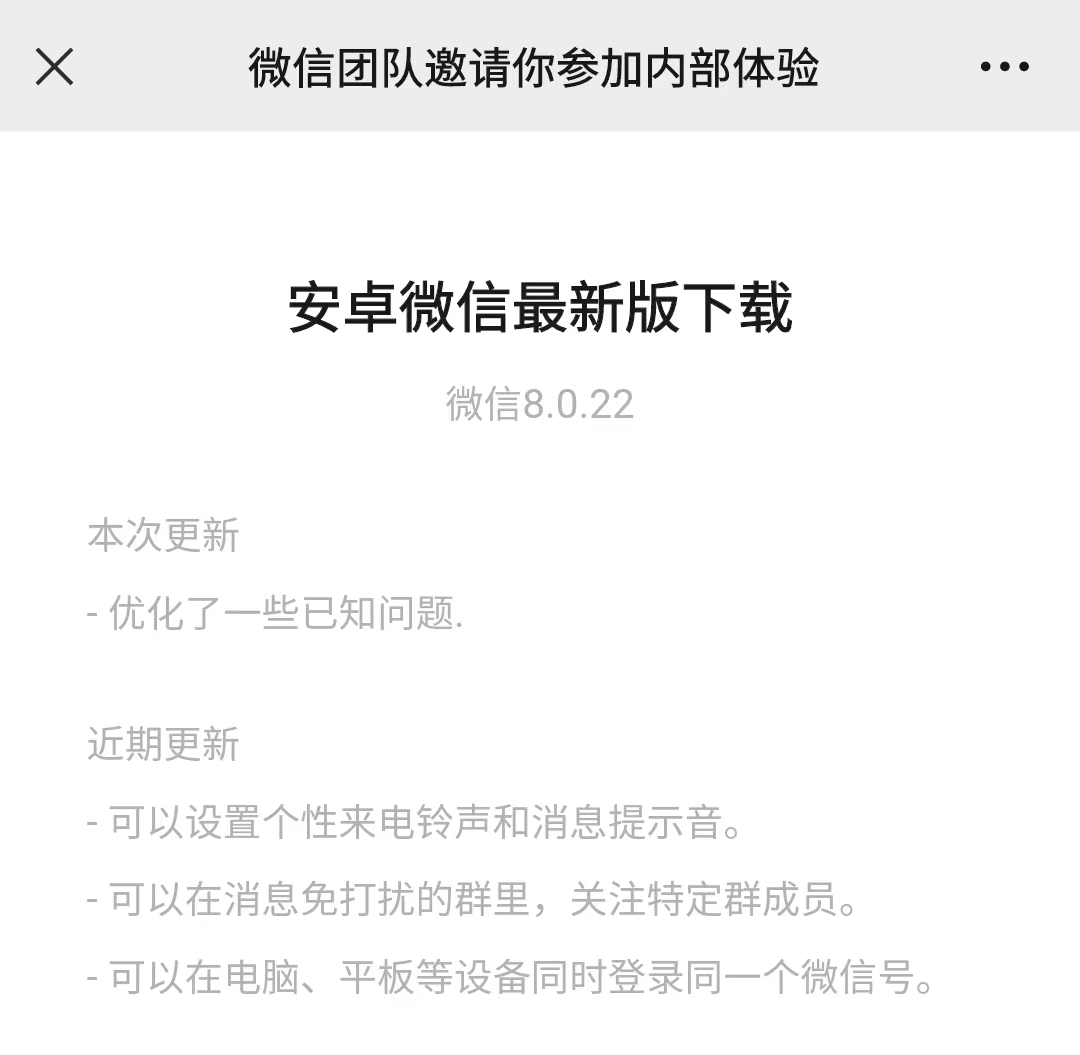 微信团队邀请你参加内部体验
安卓微信最新版下载
微信8.0.22
本次更新
- 优化了一些已知问题.
近期更新
- 可以设置个性来电铃声和消息提示音。
- 可以在消息免打扰的群里，关注特定群成员。
- 可以在电脑、平板等设备同时登录同一个微信号。